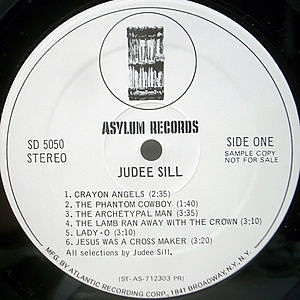 ASYLUM RECORDS
SD 5050
STEREO
SIDE ONE
SAMPLE COPY
NOT FOR SALE
JUDEE SILL
1. CRAYON ANGELS (2:35)
2. THE PHANTOM COWBOY (1:40)
3. THE ARCHETYPAL MAN (3:35)
4. THE LAMB RAN AWAY WITH THE CROWN (3:10)
5. LADY-O (3:10)
6. JESUS WAS A CROSS MAKER (3:20)
All selections by Judee Sill.
(ST-AS-712303 PR)
MFG. BY ATLANTIC RECORDING CORP., 1841 BROADWAY, N.Y., N.Y.